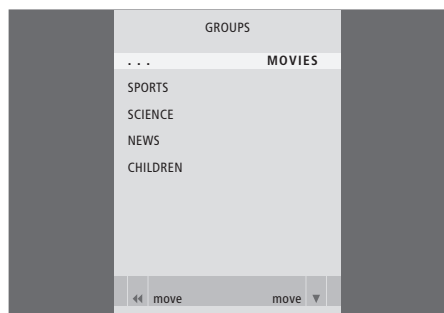 GROUPS
... MOVIES
SPORTS
SCIENCE
NEWS
CHILDREN
move move